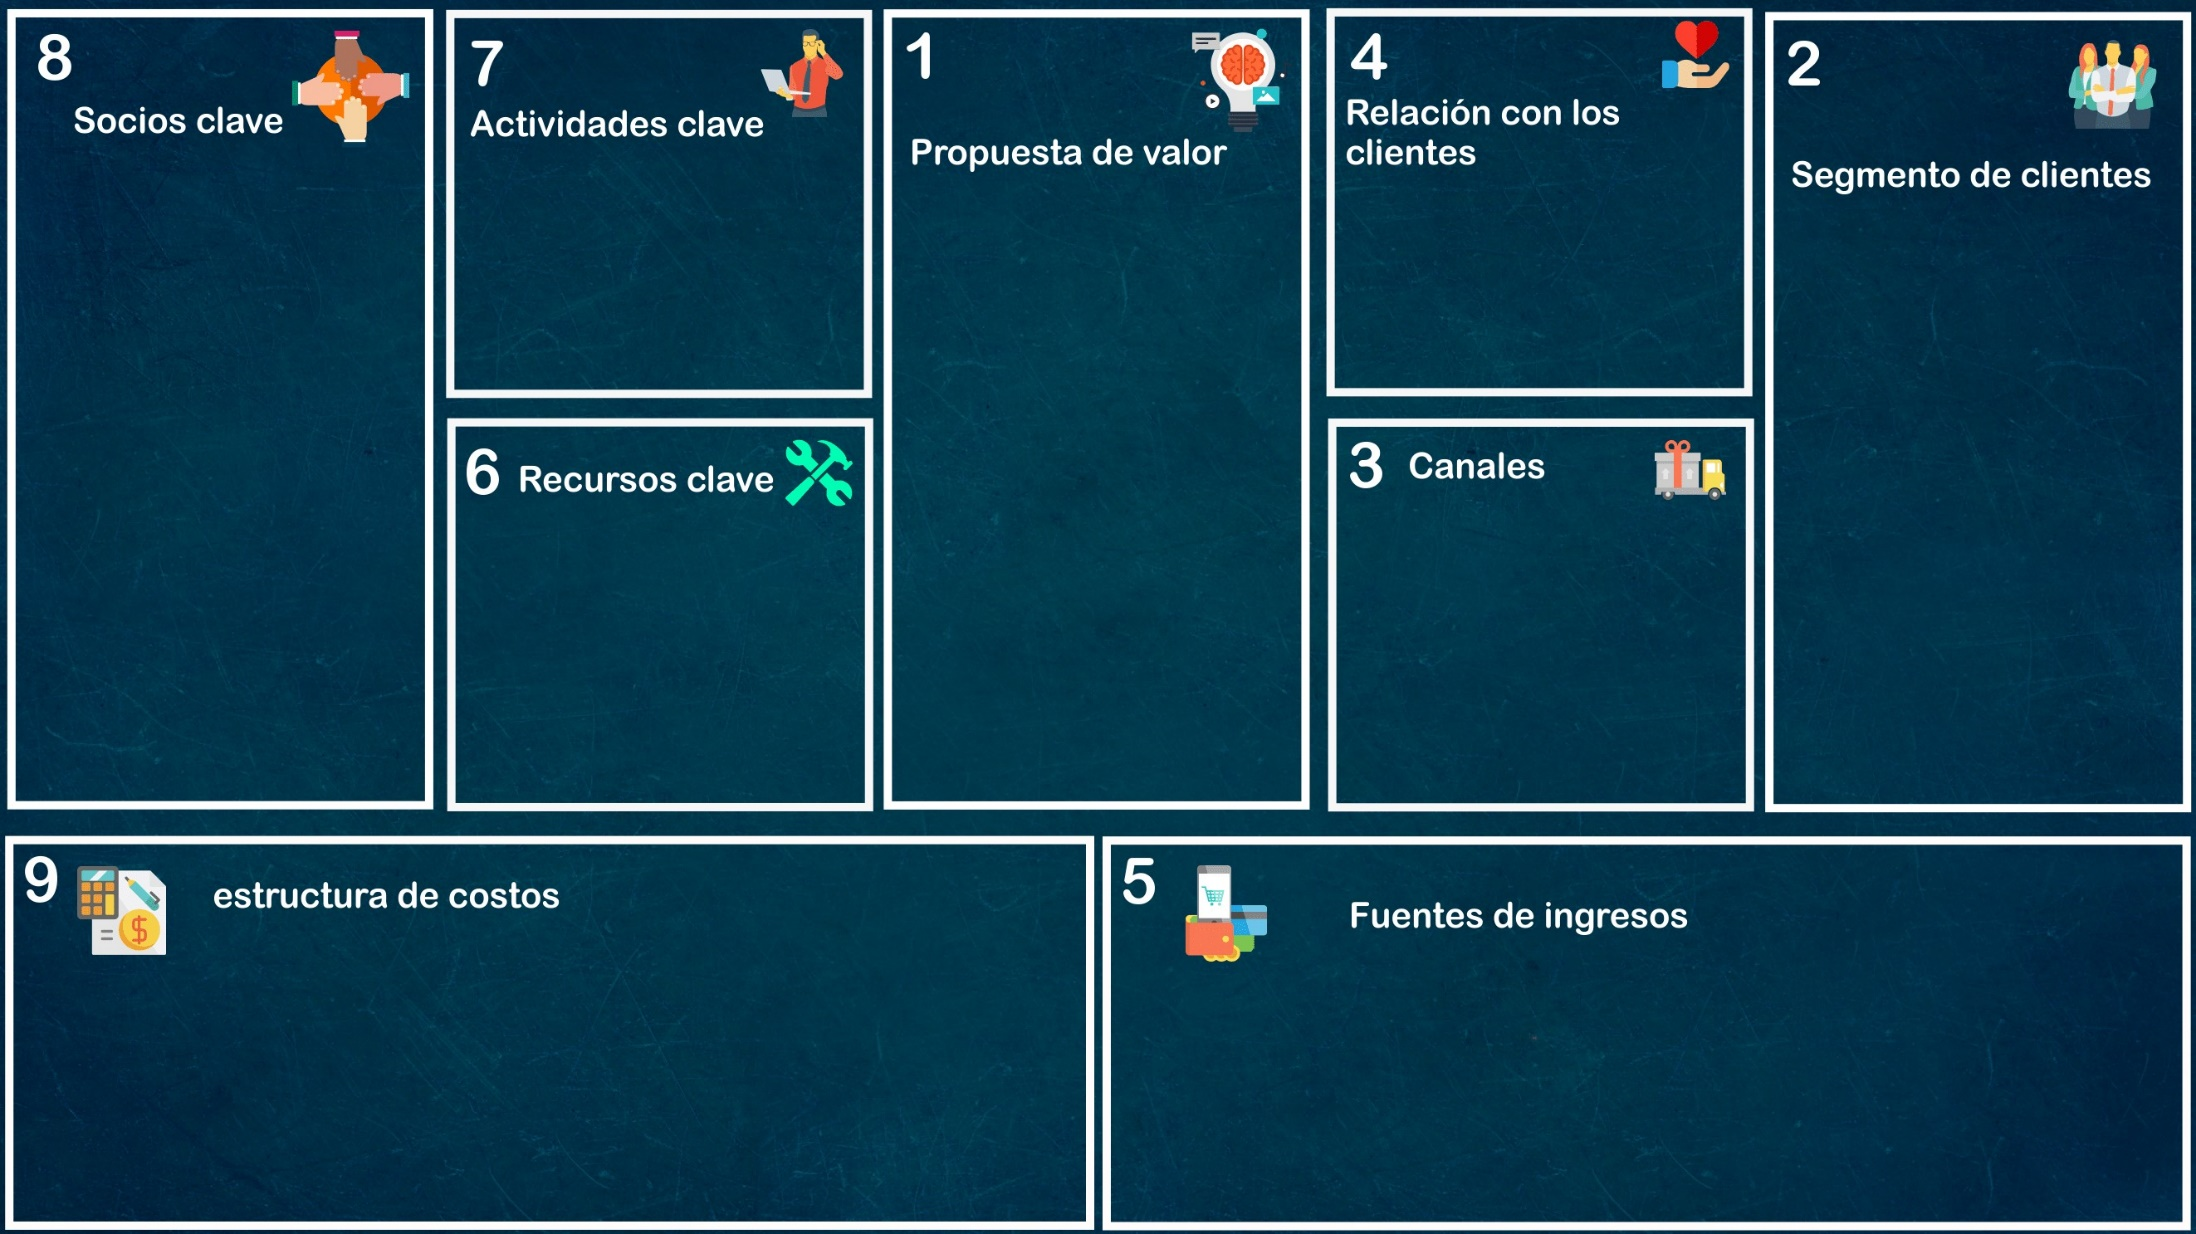 8
Socios clave
7
Actividades clave
1
Propuesta de valor
4
Relación con los
clientes
2
Segmento de clientes
6 Recursos clave
3 Canales
9
estructura de costos
$
5
Fuentes de ingresos